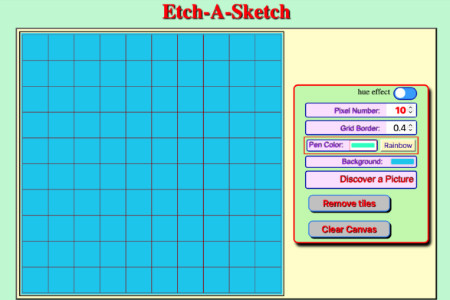 Etch-A-Sketch
hue effect
Pixel Number: 10
Grid Border: 0.4
Pen Color: Rainbow
Background:
Discover a Picture
Remove tiles
Clear Canvas